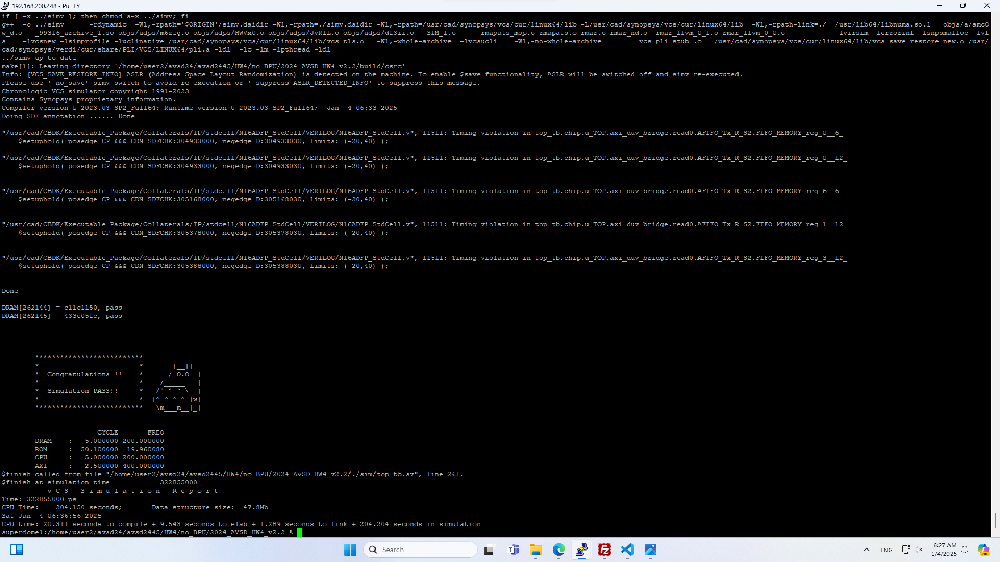 192.168.200.248 - PuTTY
if [ -x ../simv ]; then chmod a-x ../simv; fi
g++  -o ../simv      -rdynamic  -Wl,-rpath='$ORIGIN'/simv.daidir -Wl,-rpath=./simv.daidir -Wl,-rpath=/usr/cad/synopsys/vcs/cur/linux64/lib -L/usr/cad/synopsys/vcs/cur/linux64/lib  -Wl,-rpath-link=./  /usr/lib64/libnuma.so.1   objs/a/amcQ
w_d.o   _99316_archive_1.so objs/udps/m6zeg.o objs/udps/HWVx0.o objs/udps/JvR1L.o objs/udps/df3ii.o   SIM_l.o      rmapats_mop.o rmapats.o rmar.o rmar_nd.o  rmar_llvm_0_1.o rmar_llvm_0_0.o            -lvirsim -lerrorinf -lsnpsmalloc -lvf
s    -lvcsnew -lsimprofile -luclinative /usr/cad/synopsys/vcs/cur/linux64/lib/vcs_tls.o   -Wl,-whole-archive  -lvcsucli    -Wl,-no-whole-archive        _vcs_pli_stub_.o   /usr/cad/synopsys/vcs/cur/linux64/lib/vcs_save_restore_new.o /usr/
cad/synopsys/verdi/cur/share/PLI/VCS/LINUX64/pli.a -ldl  -lc -lm -lpthread -ldl
../simv up to date
make[1]: Leaving directory `/home/user2/avsd24/avsd2445/HW4/no_BPU/2024_AVSD_HW4_v2.2/build/csrc'
Info: [VCS_SAVE_RESTORE_INFO] ASLR (Address Space Layout Randomization) is detected on the machine. To enable $save functionality, ASLR will be switched off and simv re-executed.
Please use '-no_save' simv switch to avoid re-execution or '-suppress=ASLR_DETECTED_INFO' to suppress this message.
Chronologic VCS simulator copyright 1991-2023
Contains Synopsys proprietary information.
Compiler version U-2023.03-SP2_Full64; Runtime version U-2023.03-SP2_Full64;  Jan  4 06:33 2025
Doing SDF annotation ...... Done
"/usr/cad/CBDK/Executable_Package/Collaterals/IP/stdcell/N16ADFP_StdCell/VERILOG/N16ADFP_StdCell.v", 11511: Timing violation in top_tb.chip.u_TOP.axi_duv_bridge.read0.AFIFO_Tx_R_S2.FIFO_MEMORY_reg_0__6_
    $setuphold( posedge CP &&& CDN_SDFCHK:304933000, negedge D:304933030, limits: (-20,40) );
"/usr/cad/CBDK/Executable_Package/Collaterals/IP/stdcell/N16ADFP_StdCell/VERILOG/N16ADFP_StdCell.v", 11511: Timing violation in top_tb.chip.u_TOP.axi_duv_bridge.read0.AFIFO_Tx_R_S2.FIFO_MEMORY_reg_0__12_
    $setuphold( posedge CP &&& CDN_SDFCHK:304933000, negedge D:304933030, limits: (-20,40) );
"/usr/cad/CBDK/Executable_Package/Collaterals/IP/stdcell/N16ADFP_StdCell/VERILOG/N16ADFP_StdCell.v", 11511: Timing violation in top_tb.chip.u_TOP.axi_duv_bridge.read0.AFIFO_Tx_R_S2.FIFO_MEMORY_reg_6__6_
    $setuphold( posedge CP &&& CDN_SDFCHK:305168000, negedge D:305168030, limits: (-20,40) );
"/usr/cad/CBDK/Executable_Package/Collaterals/IP/stdcell/N16ADFP_StdCell/VERILOG/N16ADFP_StdCell.v", 11511: Timing violation in top_tb.chip.u_TOP.axi_duv_bridge.read0.AFIFO_Tx_R_S2.FIFO_MEMORY_reg_1__12_
    $setuphold( posedge CP &&& CDN_SDFCHK:305378000, negedge D:305378030, limits: (-20,40) );
"/usr/cad/CBDK/Executable_Package/Collaterals/IP/stdcell/N16ADFP_StdCell/VERILOG/N16ADFP_StdCell.v", 11511: Timing violation in top_tb.chip.u_TOP.axi_duv_bridge.read0.AFIFO_Tx_R_S2.FIFO_MEMORY_reg_3__12_
    $setuphold( posedge CP &&& CDN_SDFCHK:305388000, negedge D:305388030, limits: (-20,40) );
Done
DRAM[262144] = c11c1150, pass
DRAM[262145] = 433e05fc, pass
        **************************
        *                        *       |__||
        *  Congratulations !!    *      / O.O  |
        *                        *    /_____   |
        *  Simulation PASS!!     *   /^ ^ ^ \  |
        *                        *  |^ ^ ^ ^ |w|
        **************************   \m___m__|_|
                       CYCLE       FREQ
        DRAM    :   5.000000 200.000000
        ROM     :  50.100000  19.960080
        CPU     :   5.000000 200.000000
        AXI     :   2.500000 400.000000
$finish called from file "/home/user2/avsd24/avsd2445/HW4/no_BPU/2024_AVSD_HW4_v2.2/./sim/top_tb.sv", line 261.
$finish at simulation time            322855000
           V C S   S i m u l a t i o n   R e p o r t
Time: 322855000 ps
CPU Time:    204.150 seconds;       Data structure size:  47.8Mb
Sat Jan  4 06:36:56 2025
CPU time: 20.311 seconds to compile + 9.548 seconds to elab + 1.289 seconds to link + 204.204 seconds in simulation
superdome1:/home/user2/avsd24/avsd2445/HW4/no_BPU/2024_AVSD_HW4_v2.2 %
Search
ENG
6:27 AM
1/4/2025
PRE